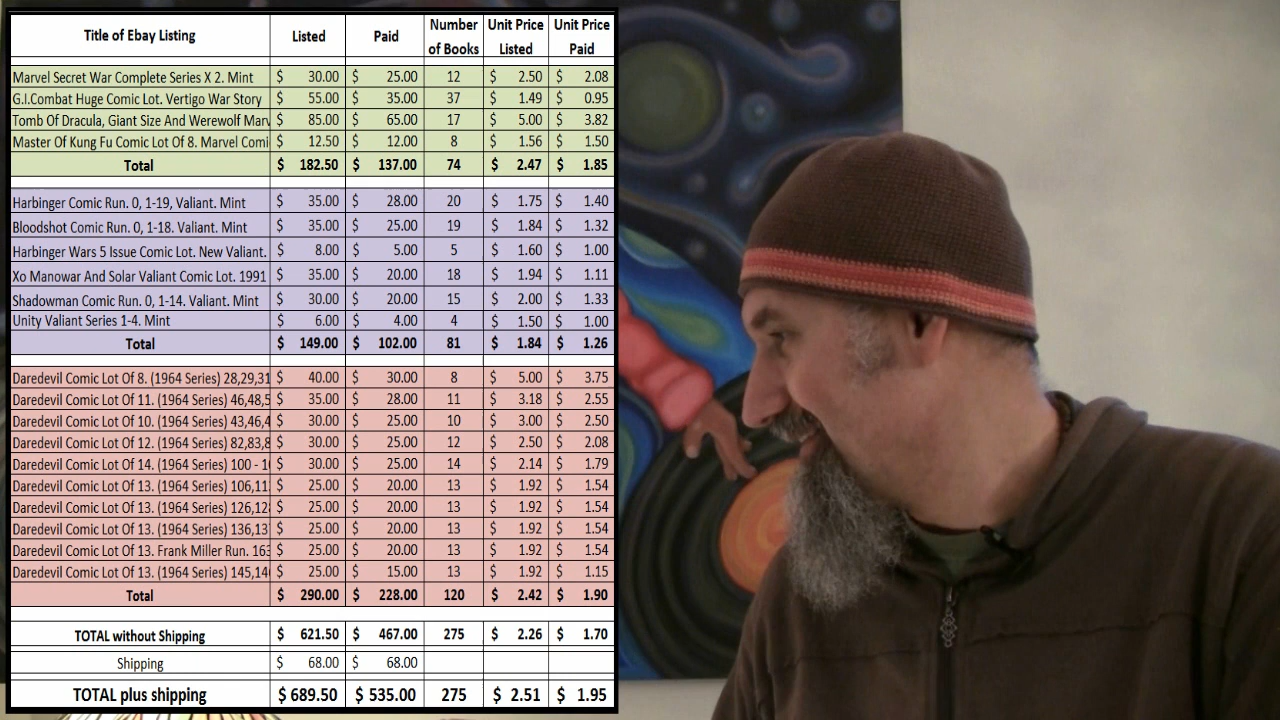 Title of Ebay Listing Listed Paid Number of Books Unit Price Listed Unit Price Paid
Marvel Secret War Complete Series X 2. Mint $ 30.00 $ 25.00 12 $ 2.50 $ 2.08
G.I.Combat Huge Comic Lot. Vertigo War Story $ 55.00 $ 35.00 37 $ 1.49 $ 0.95
Tomb Of Dracula, Giant Size And Werewolf Marv $ 85.00 $ 65.00 17 $ 5.00 $ 3.82
Master Of Kung Fu Comic Lot Of 8. Marvel Comi $ 12.50 $ 12.00 8 $ 1.56 $ 1.50
Total $ 182.50 $ 137.00 74 $ 2.47 $ 1.85
Harbinger Comic Run. 0, 1-19, Valiant. Mint $ 35.00 $ 28.00 20 $ 1.75 $ 1.40
Bloodshot Comic Run. 0, 1-18. Valiant. Mint $ 35.00 $ 25.00 19 $ 1.84 $ 1.32
Harbinger Wars 5 Issue Comic Lot. New Valiant. $ 8.00 $ 5.00 5 $ 1.60 $ 1.00
Xo Manowar And Solar Valiant Comic Lot. 1991 $ 35.00 $ 20.00 18 $ 1.94 $ 1.11
Shadowman Comic Run. 0, 1-14. Valiant. Mint $ 30.00 $ 20.00 15 $ 2.00 $ 1.33
Unity Valiant Series 1-4. Mint $ 6.00 $ 4.00 4 $ 1.50 $ 1.00
Total $ 149.00 $ 102.00 81 $ 1.84 $ 1.26
Daredevil Comic Lot Of 8. (1964 Series) 28,29,31 $ 40.00 $ 30.00 8 $ 5.00 $ 3.75
Daredevil Comic Lot Of 11. (1964 Series) 46,48,5 $ 35.00 $ 28.00 11 $ 3.18 $ 2.55
Daredevil Comic Lot Of 10. (1964 Series) 43,46,4 $ 30.00 $ 25.00 10 $ 3.00 $ 2.50
Daredevil Comic Lot Of 12. (1964 Series) 82,83,8 $ 30.00 $ 25.00 12 $ 2.50 $ 2.08
Daredevil Comic Lot Of 14. (1964 Series) 100 - 10 $ 30.00 $ 25.00 14 $ 2.14 $ 1.79
Daredevil Comic Lot Of 13. (1964 Series) 106,111 $ 25.00 $ 20.00 13 $ 1.92 $ 1.54
Daredevil Comic Lot Of 13. (1964 Series) 126,128 $ 25.00 $ 20.00 13 $ 1.92 $ 1.54
Daredevil Comic Lot Of 13. (1964 Series) 136,137 $ 25.00 $ 20.00 13 $ 1.92 $ 1.54
Daredevil Comic Lot Of 13. Frank Miller Run. 163 $ 25.00 $ 20.00 13 $ 1.92 $ 1.54
Daredevil Comic Lot Of 13. (1964 Series) 145,146 $ 25.00 $ 15.00 13 $ 1.92 $ 1.15
Total $ 290.00 $ 228.00 120 $ 2.42 $ 1.90
TOTAL without Shipping $ 621.50 $ 467.00 275 $ 2.26 $ 1.70
Shipping $ 68.00 $ 68.00
TOTAL plus shipping $ 689.50 $ 535.00 275 $ 2.51 $ 1.95